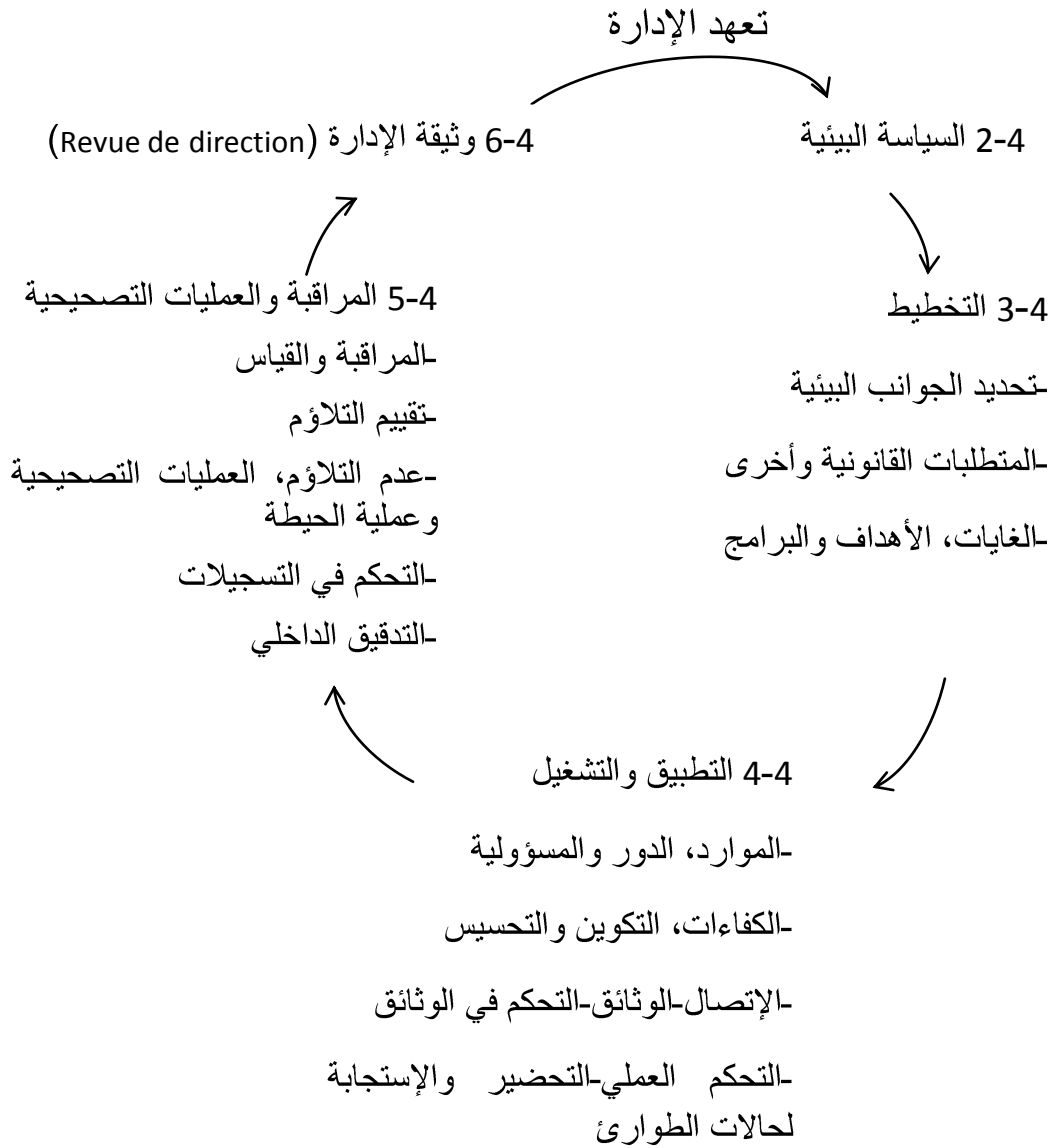 تعهد الإدارة
2-4 السياسة البيئية
6-4 وثيقة الإدارة (Revue de direction)
3-4 التخطيط
-تحديد الجوانب البيئية
-المتطلبات القانونية وأخرى
-الغايات، الأهداف والبرامج
5-4 المراقبة والعمليات التصحيحية
-المراقبة والقياس
-تقييم التلاؤم
-عدم التلاؤم، العمليات التصحيحية
وعملية الحيطة
-التحكم في التسجيلات
-التدقيق الداخلي
4-4 التطبيق والتشغيل
-الموارد، الدور والمسؤولية
-الكفاءات، التكوين والتحسيس
-الإتصال-الوثائق-التحكم في الوثائق
-التحكم العملي-التحضير والإستجابة
لحالات الطوارئ